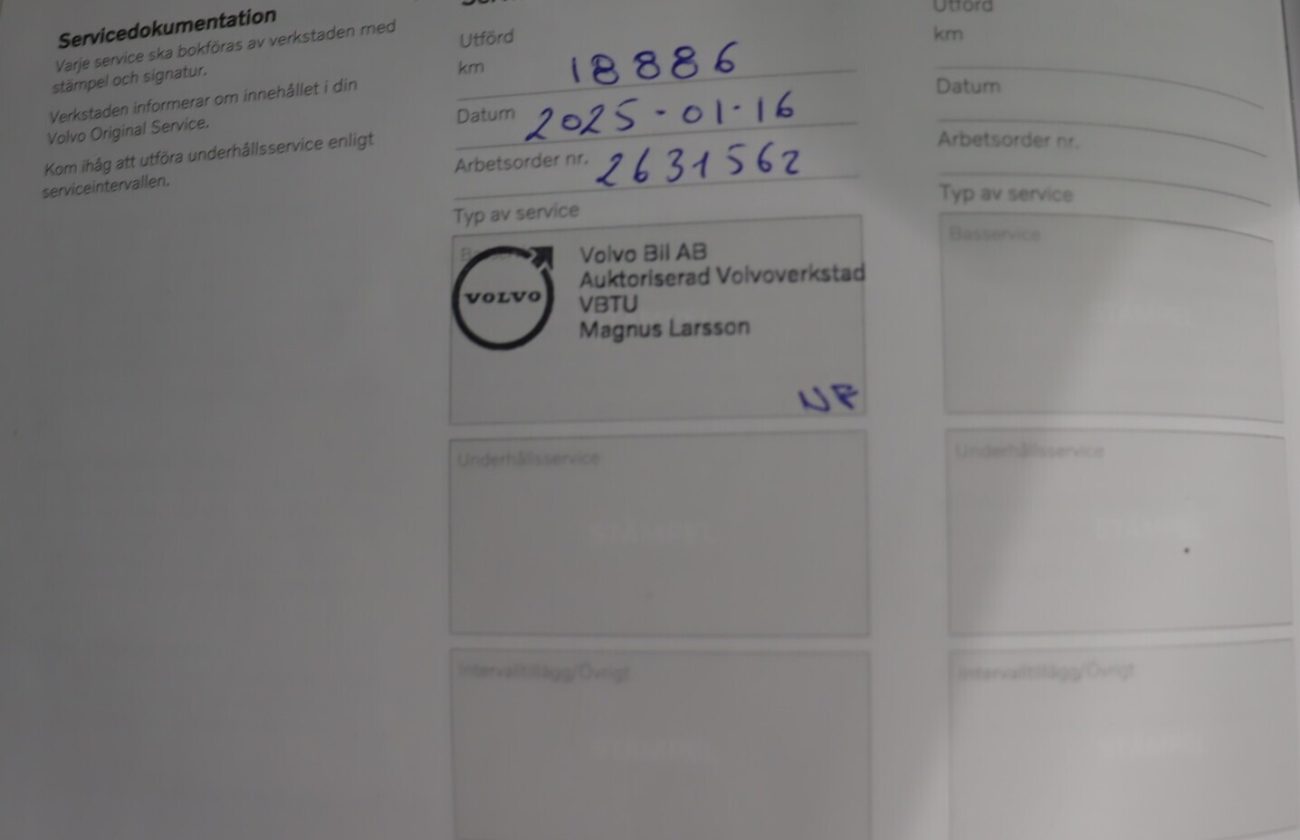 Servicedokumentation
Varje service ska bokföras av verkstaden med
stämpel och signatur.
Verkstaden informerar om innehållet i din
Volvo Original Service.
Kom ihåg att utföra underhållsservice enligt
serviceintervallen.
Utförd
km 18886
Datum 2025-01-16
Arbetsorder nr. 2631562
Typ av service
VOLVO
Volvo Bil AB
Auktoriserad Volvoverkstad
VBTU
Magnus Larsson
NF
Underhållsservice
Intervalltillägg/Övrigt
Utförd
km
Datum
Arbetsorder nr.
Typ av service
Basservice
Underhållsservice
Intervalltillägg/Övrigt